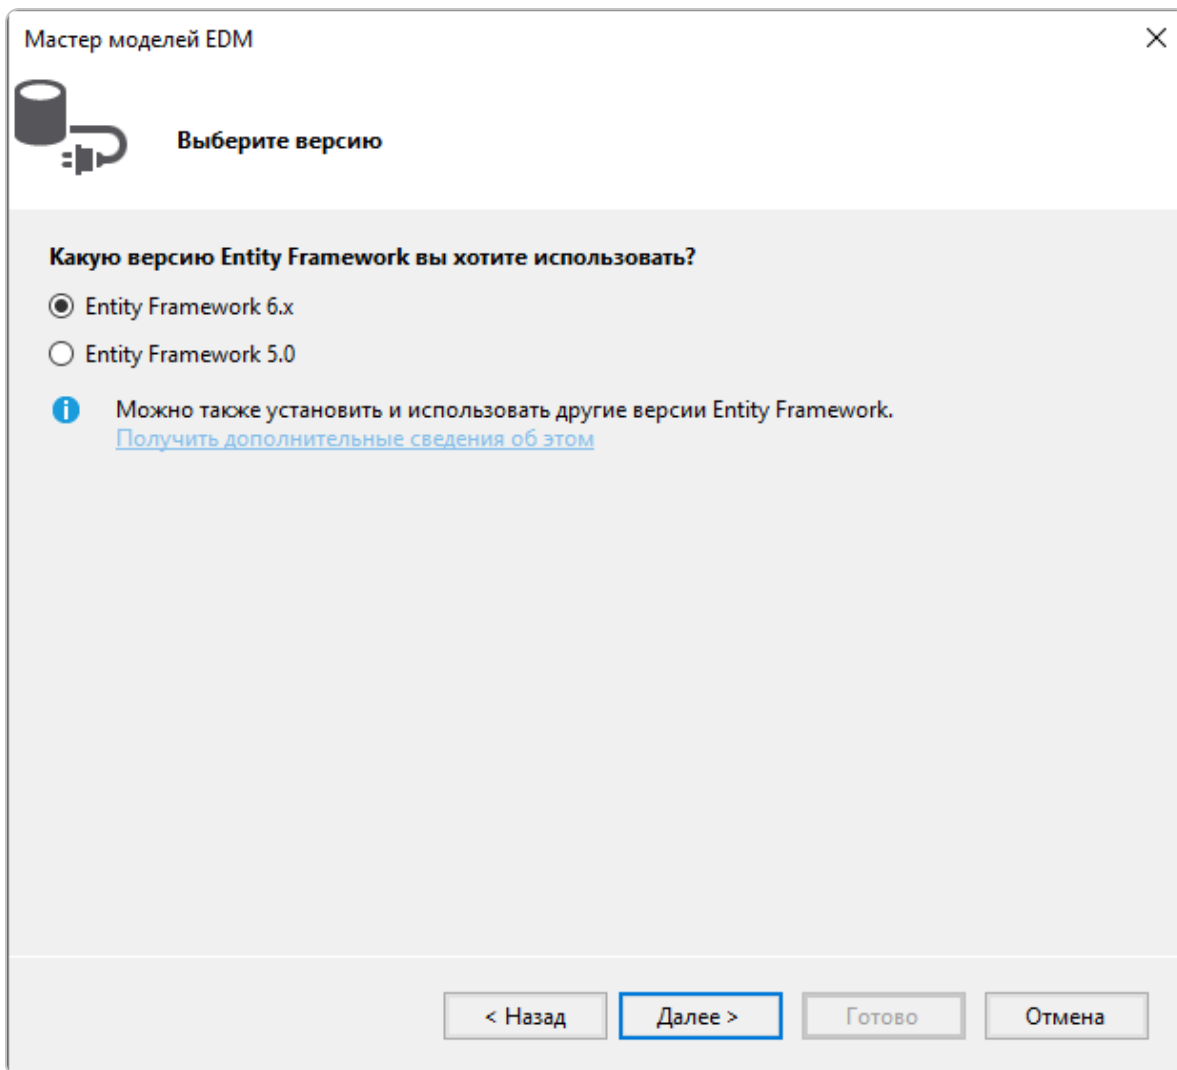 Мастер моделей EDM
Выберите версию
Какую версию Entity Framework вы хотите использовать?
Entity Framework 6.x
Entity Framework 5.0
Можно также установить и использовать другие версии Entity Framework.
Получить дополнительные сведения об этом
< Назад
Далее >
Готово
Отмена